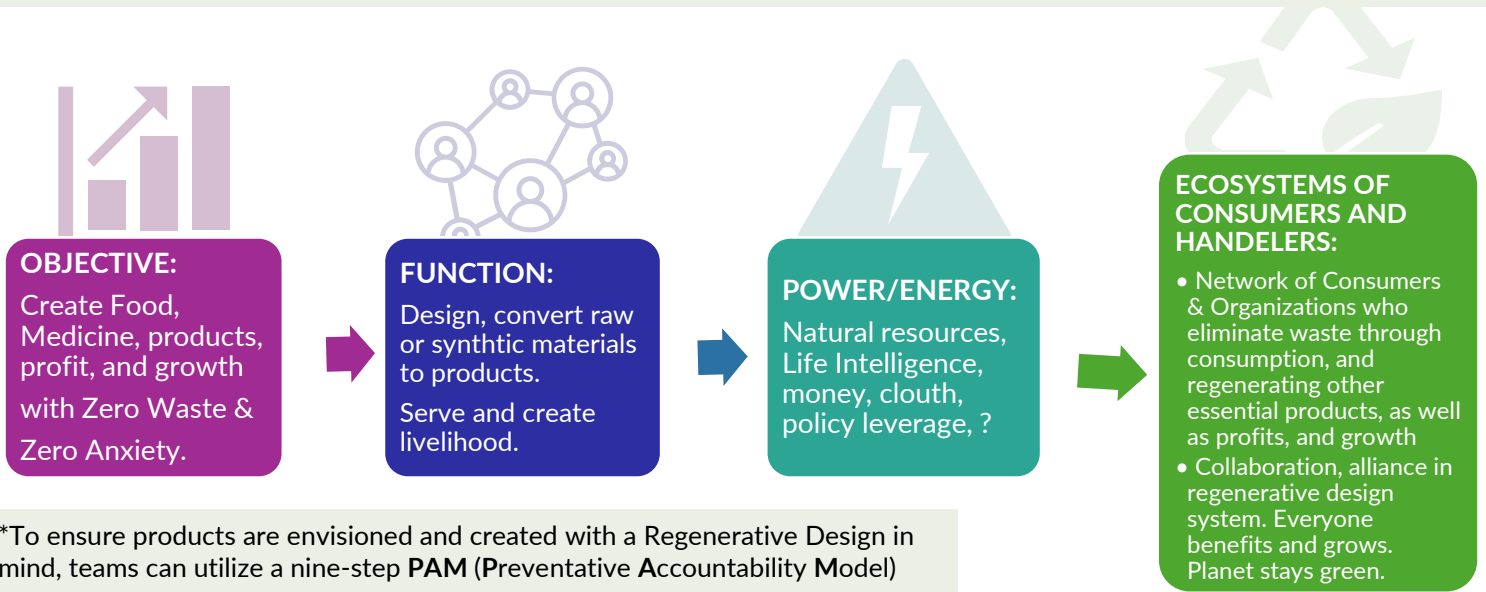 OBJECTIVE:
Create Food,
Medicine, products,
profit, and growth
with Zero Waste &
Zero Anxiety.
FUNCTION:
Design, convert raw
or synthtic materials
to products.
Serve and create
livelihood.
POWER/ENERGY:
Natural resources,
Life Intelligence,
money, clouth,
policy leverage, ?
ECOSYSTEMS OF
CONSUMERS AND
HANDELERS:
• Network of Consumers
& Organizations who
eliminate waste through
consumption, and
regenerating other
essential products, as well
as profits, and growth
• Collaboration, alliance in
regenerative design
system. Everyone
benefits and grows.
Planet stays green.
*To ensure products are envisioned and created with a Regenerative Design in
mind, teams can utilize a nine-step PAM (Preventative Accountability Model)